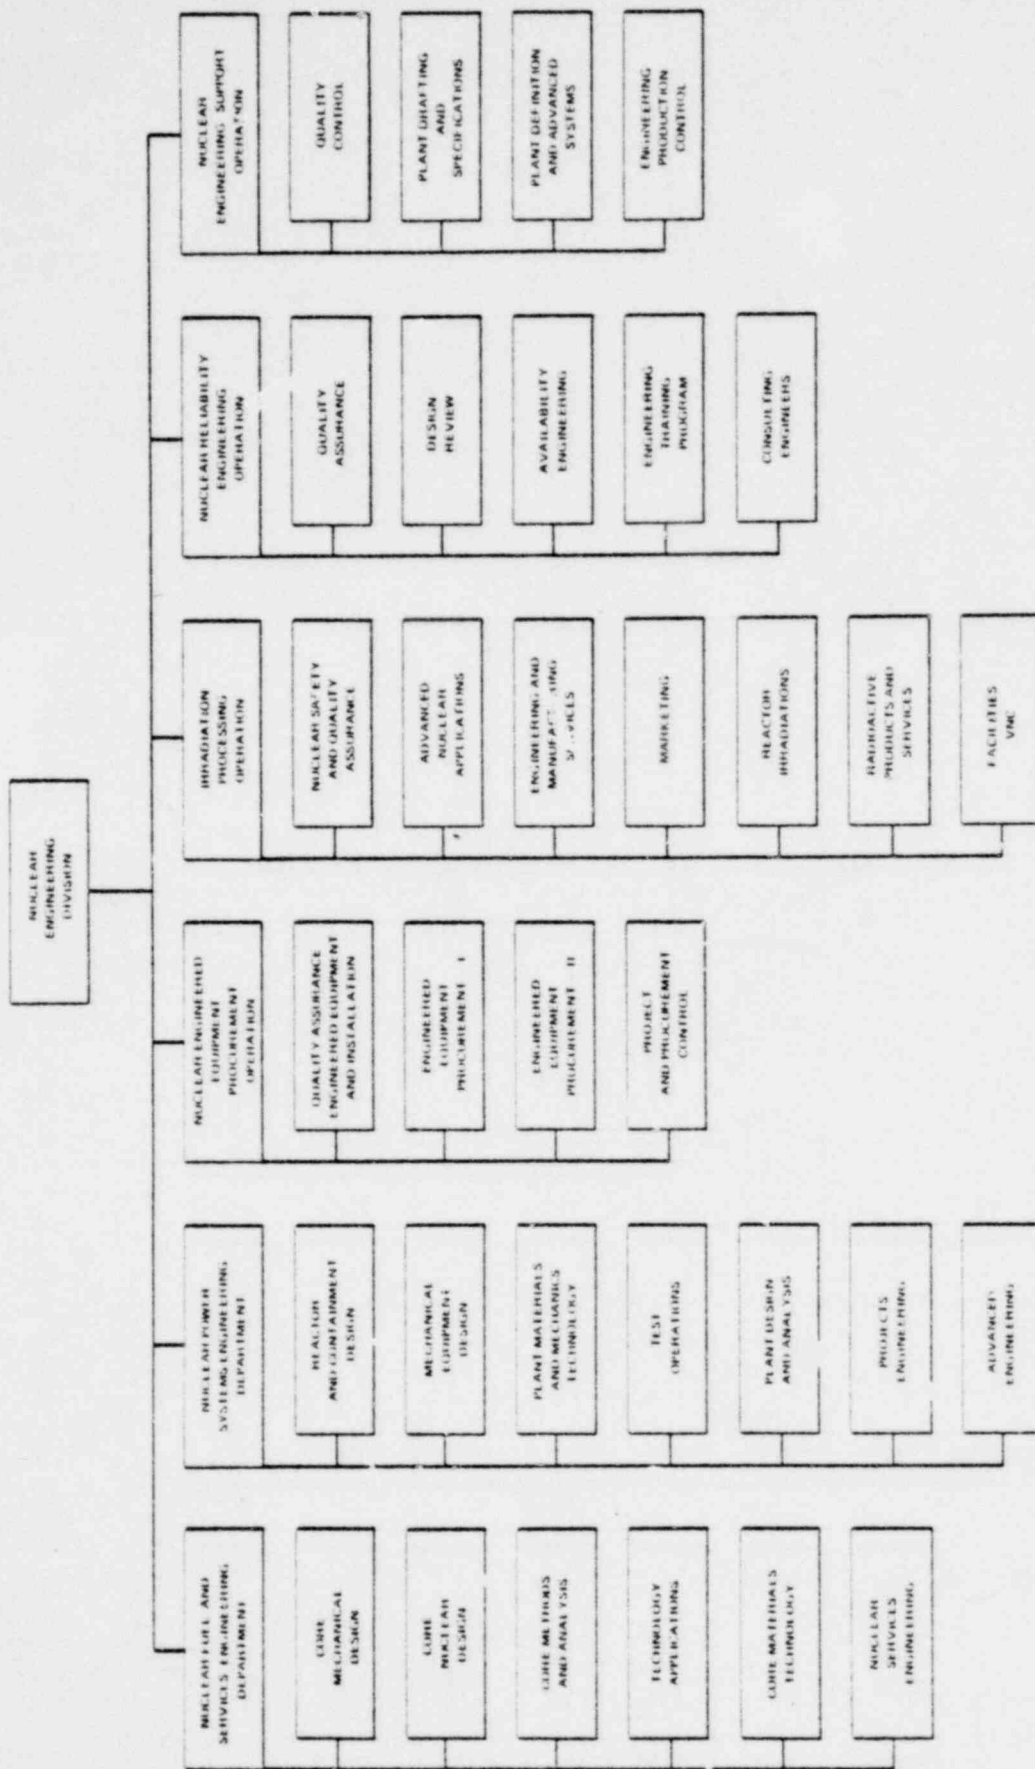 NUCLEAR
ENGINEERING
DIVISION
NUCLEAR FUEL AND
SERVICES ENGINEERING
DEPARTMENT
CORE
MECHANICAL
DESIGN
CORE
NUCLEAR
DESIGN
CORE METHODS
AND ANALYSIS
TECHNOLOGY
APPLICATIONS
CORE MATERIALS
TECHNOLOGY
NUCLEAR
SERVICES
ENGINEERING
NUCLEAR POWER
SYSTEMS ENGINEERING
DEPARTMENT
REACTOR
AND CONTAINMENT
DESIGN
MECHANICAL
EQUIPMENT
DESIGN
PLANT MATERIALS
AND MECHANICS
TECHNOLOGY
TEST
OPERATIONS
PLANT DESIGN
AND ANALYSIS
PROJECTS
ENGINEERING
ADVANCED
ENGINEERING
NUCLEAR ENGINEERED
EQUIPMENT
PROCUREMENT
OPERATION
QUALITY ASSURANCE
ENGINEERED EQUIPMENT
AND INSTALLATION
ENGINEERED
EQUIPMENT
PROCUREMENT I
ENGINEERED
EQUIPMENT
PROCUREMENT II
PROJECT
AND PROCUREMENT
CONTROL
IRRADIATION
PROCESSING
OPERATION
NUCLEAR SAFETY
AND QUALITY
ASSURANCE
ADVANCED
NUCLEAR
APPLICATIONS
ENGINEERING AND
MARKETING
REACTOR
IRRADIATIONS
RADIOACTIVE
PRODUCTS AND
SERVICES
FACILITIES
VNC
NUCLEAR RELIABILITY
ENGINEERING
OPERATION
QUALITY
ASSURANCE
DESIGN
REVIEW
AVAILABILITY
ENGINEERING
ENGINEERING
TRAINING
PROGRAM
CONSULTING
ENGINEERS
NUCLEAR
ENGINEERING SUPPORT
OPERATION
QUALITY
CONTROL
PLANT DRAFTING
AND
SPECIFICATIONS
PLANT DEFINITION
AND ADVANCED
SYSTEMS
ENGINEERING
PRODUCTION
CONTROL